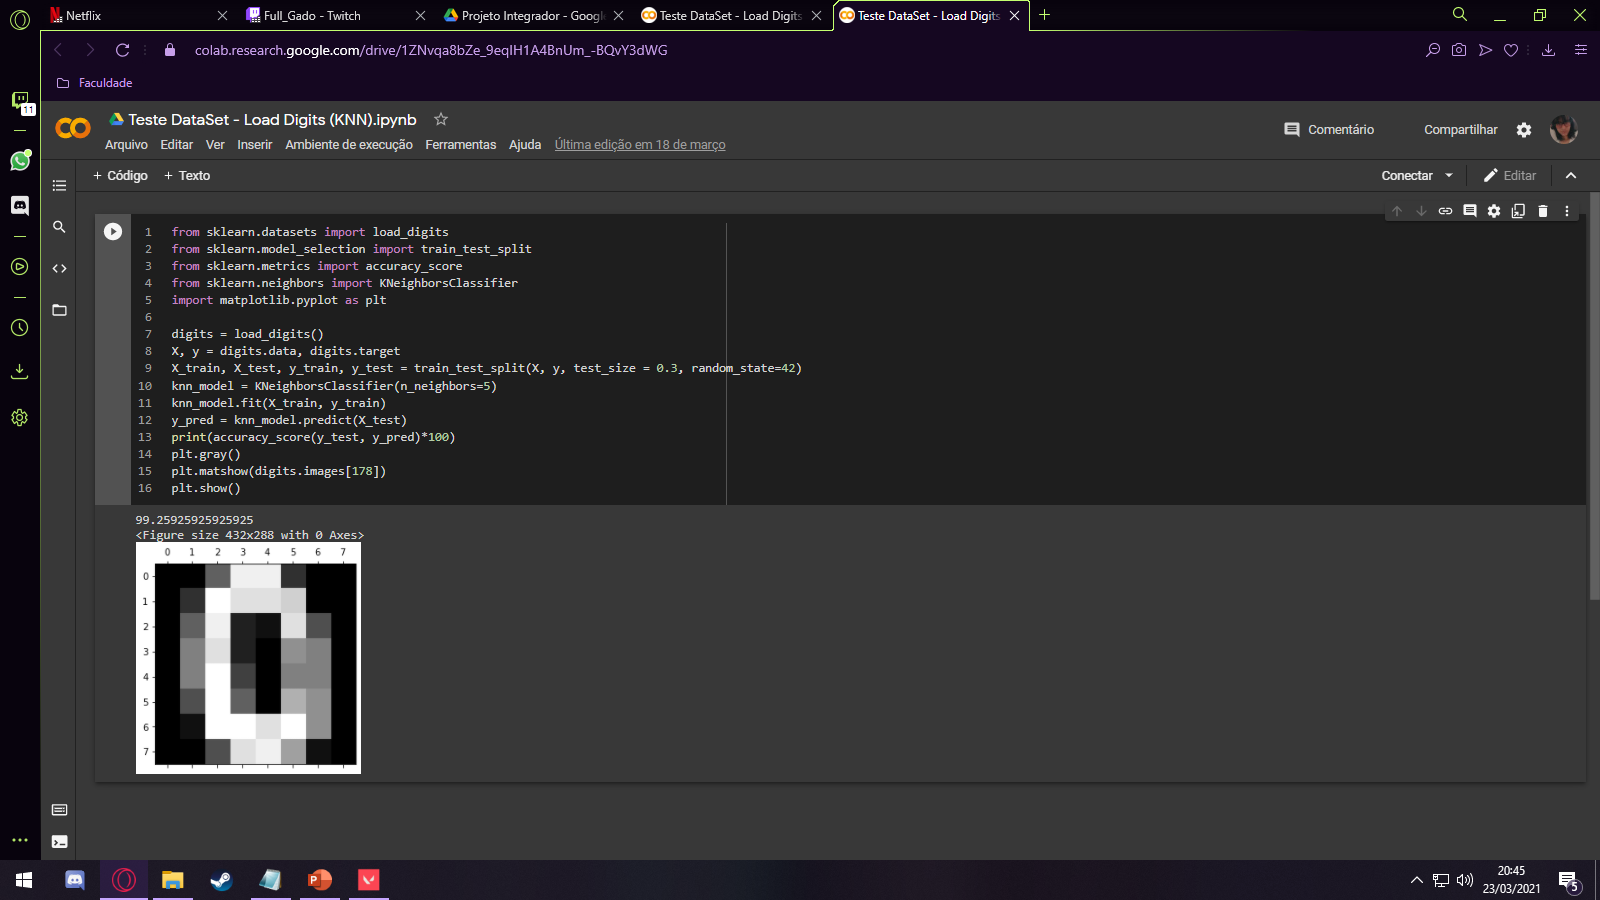 Netflix
Full_Gado - Twitch
Projeto Integrador - Google
Teste DataSet - Load Digits
Teste DataSet - Load Digits
colab.research.google.com/drive/1ZNvqa8bZe_9eqIH1A4BnUm_-BQvY3dWG
Faculdade
11
Teste DataSet - Load Digits (KNN).ipynb
Comentário
Compartilhar
Arquivo Editar Ver Inserir Ambiente de execução Ferramentas Ajuda Última edição em 18 de março
+ Código + Texto
Conectar
Editar
1 from sklearn.datasets import load_digits
2 from sklearn.model_selection import train_test_split
3 from sklearn.metrics import accuracy_score
4 from sklearn.neighbors import KNeighborsClassifier
5 import matplotlib.pyplot as plt
6
7 digits = load_digits()
8 X, y = digits.data, digits.target
9 X_train, X_test, y_train, y_test = train_test_split(X, y, test_size = 0.3, random_state=42)
10 knn_model = KNeighborsClassifier(n_neighbors=5)
11 knn_model.fit(X_train, y_train)
12 y_pred = knn_model.predict(X_test)
13 print(accuracy_score(y_test, y_pred)*100)
14 plt.gray()
15 plt.matshow(digits.images[178])
16 plt.show()
99.25925925925925
<Figure size 432x288 with 0 Axes>
0 1 2 3 4 5 6 7
0
1
2
3
4
5
6
7
20:45
23/03/2021
5